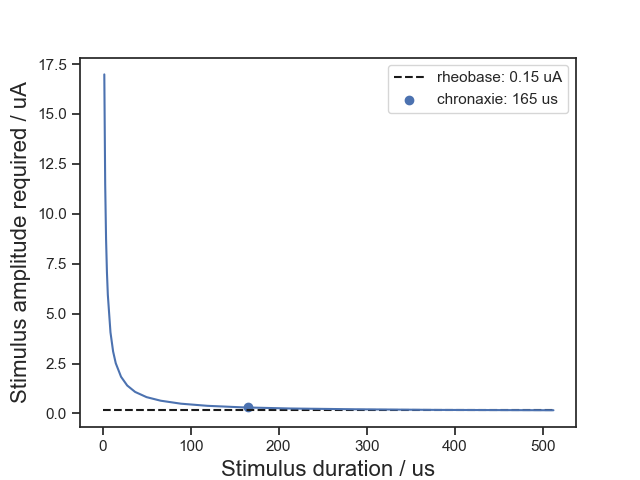 17.5
15.0
12.5
10.0
7.5
5.0
2.5
0.0
Stimulus amplitude required / uA
rheobase: 0.15 uA
chronaxie: 165 us
0 100 200 300 400 500
Stimulus duration / us